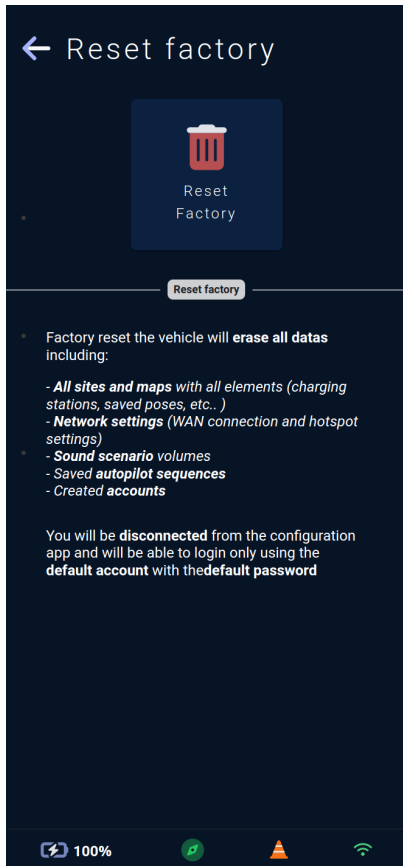 Reset factory
Reset
Factory
Reset factory
Factory reset the vehicle will erase all datas
including:
- All sites and maps with all elements (charging
stations, saved poses, etc.. )
- Network settings (WAN connection and hotspot
settings)
- Sound scenario volumes
- Saved autopilot sequences
- Created accounts
You will be disconnected from the configuration
app and will be able to login only using the
default account with thedefault password
100%